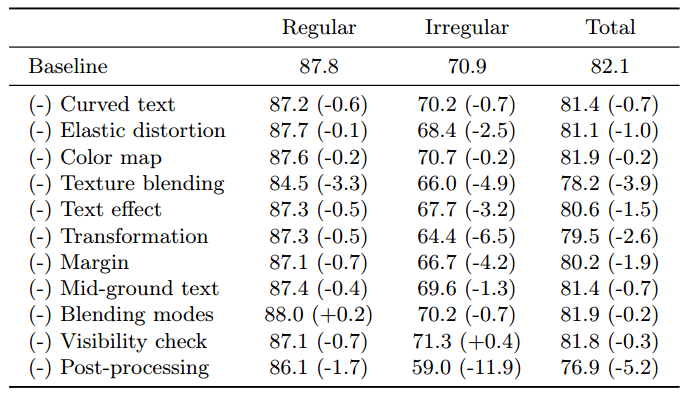 Regular Irregular Total
Baseline 87.8 70.9 82.1
(-) Curved text 87.2 (-0.6) 70.2 (-0.7) 81.4 (-0.7)
(-) Elastic distortion 87.7 (-0.1) 68.4 (-2.5) 81.1 (-1.0)
(-) Color map 87.6 (-0.2) 70.7 (-0.2) 81.9 (-0.2)
(-) Texture blending 84.5 (-3.3) 66.0 (-4.9) 78.2 (-3.9)
(-) Text effect 87.3 (-0.5) 67.7 (-3.2) 80.6 (-1.5)
(-) Transformation 87.3 (-0.5) 64.4 (-6.5) 79.5 (-2.6)
(-) Margin 87.1 (-0.7) 66.7 (-4.2) 80.2 (-1.9)
(-) Mid-ground text 87.4 (-0.4) 69.6 (-1.3) 81.4 (-0.7)
(-) Blending modes 88.0 (+0.2) 70.2 (-0.7) 81.9 (-0.2)
(-) Visibility check 87.1 (-0.7) 71.3 (+0.4) 81.8 (-0.3)
(-) Post-processing 86.1 (-1.7) 59.0 (-11.9) 76.9 (-5.2)